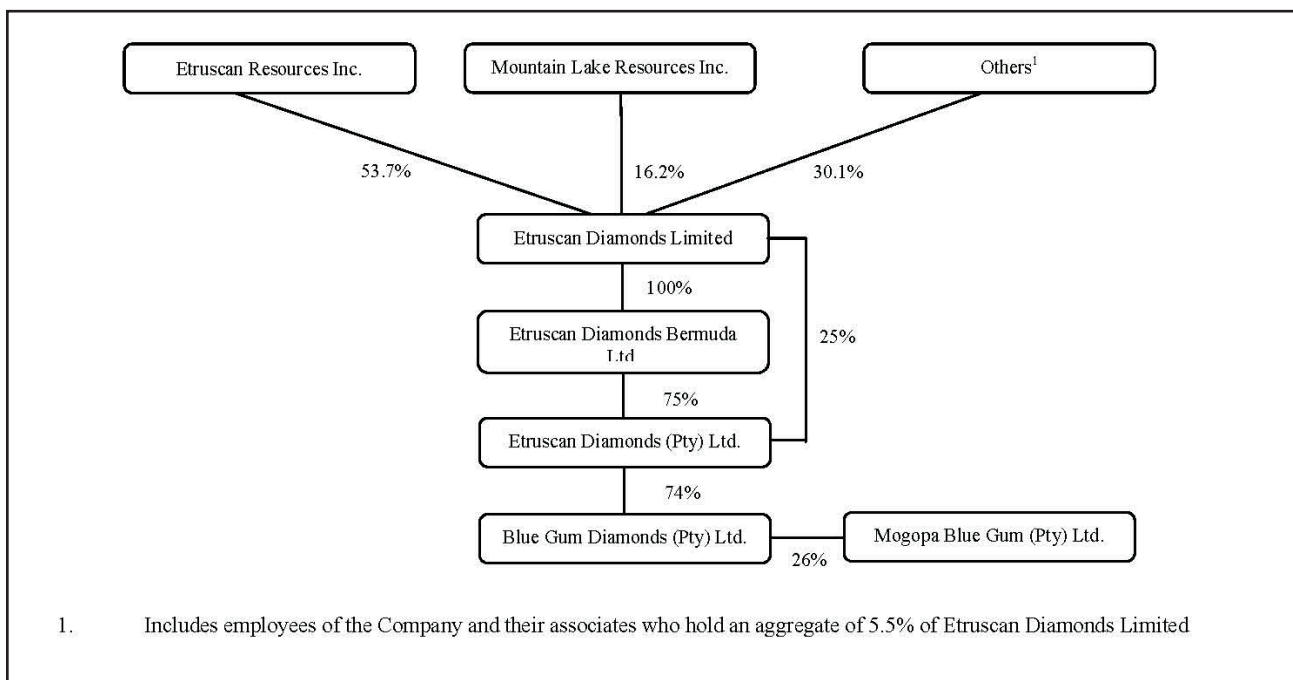 Etruscan Resources Inc.
Mountain Lake Resources Inc.
Others¹
53.7%
16.2%
30.1%
Etruscan Diamonds Limited
100%
Etruscan Diamonds Bermuda
Ltd
25%
75%
Etruscan Diamonds (Pty) Ltd.
74%
Blue Gum Diamonds (Pty) Ltd.
26%
Mogopa Blue Gum (Pty) Ltd.
1. Includes employees of the Company and their associates who hold an aggregate of 5.5% of Etruscan Diamonds Limited